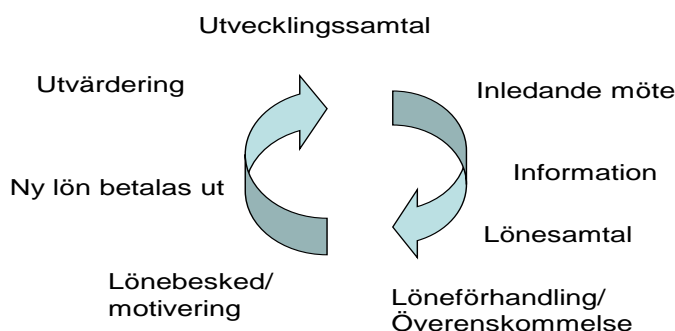 Utvecklingssamtal
Utvärdering
Inledande möte
Ny lön betalas ut
Information
Lönesamtal
Lönebesked/
motivering
Löneförhandling/
Överenskommelse